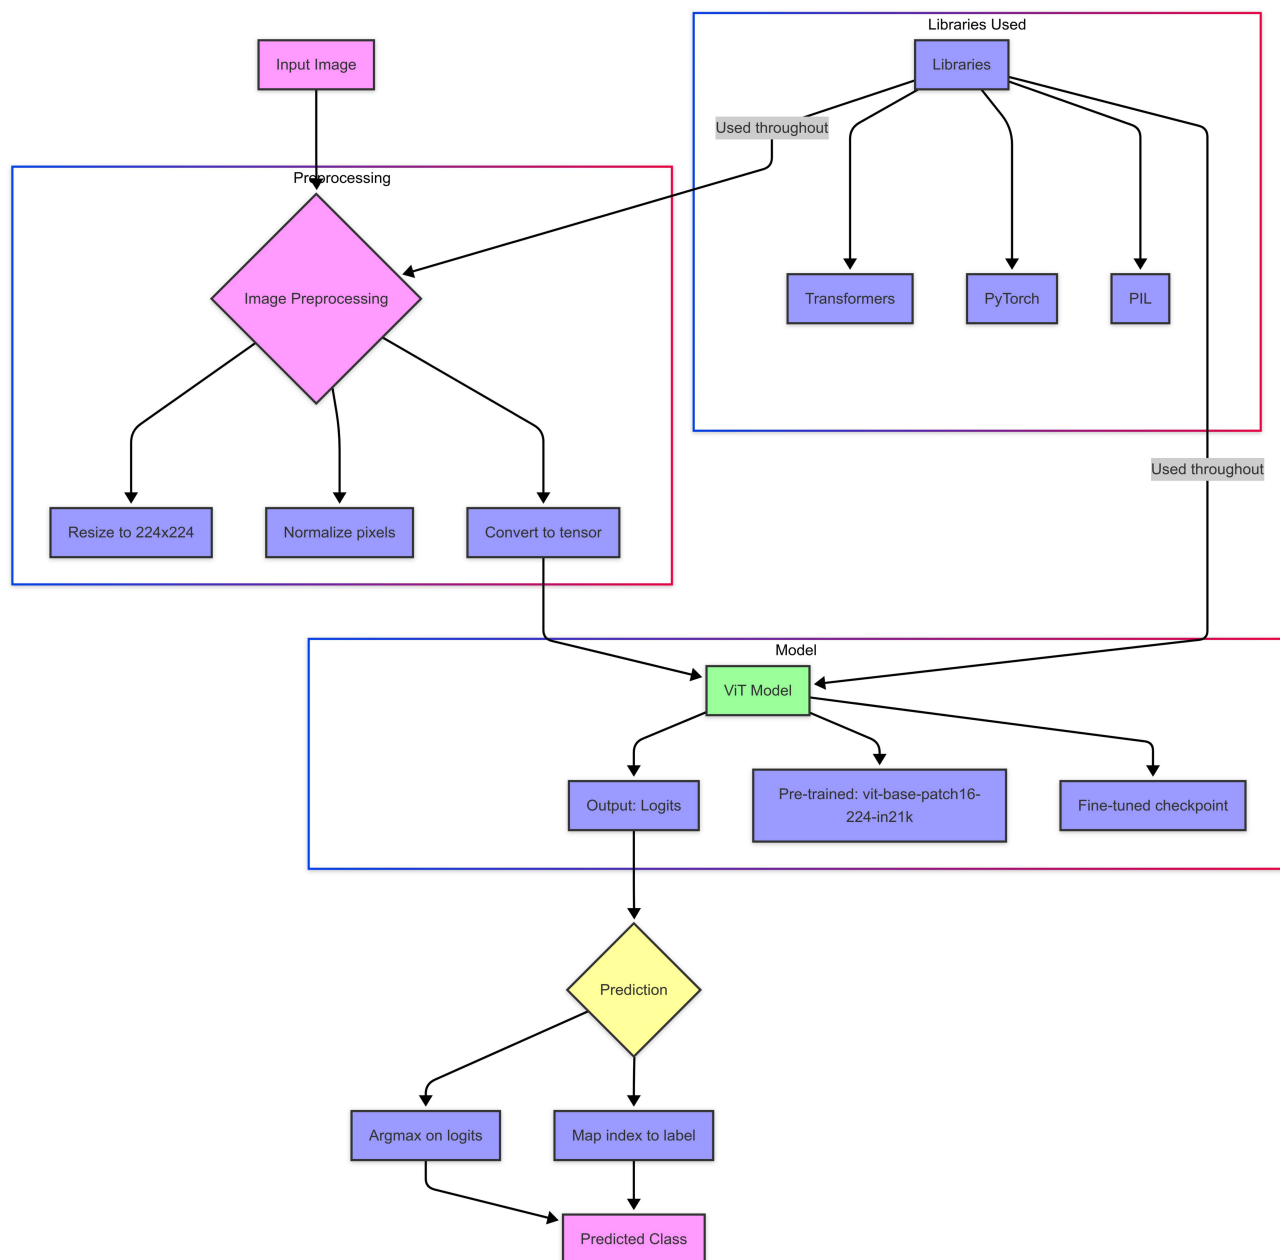 Libraries Used
Input Image
Libraries
Used throughout
Preprocessing
Image Preprocessing
Transformers
PyTorch
PIL
Used throughout
Resize to 224x224
Normalize pixels
Convert to tensor
Model
ViT Model
Output: Logits
Pre-trained: vit-base-patch16-
224-in21k
Fine-tuned checkpoint
Prediction
Argmax on logits
Map index to label
Predicted Class